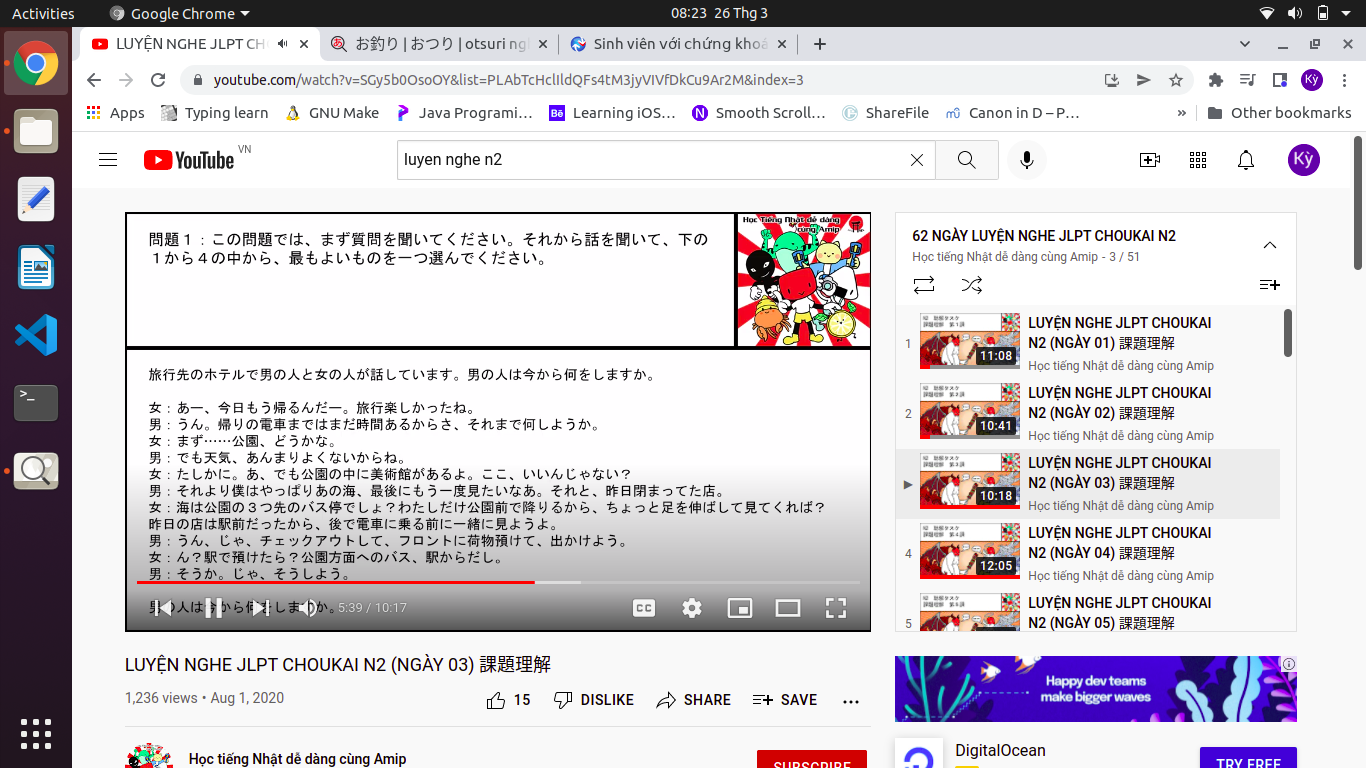 Activities
Google Chrome
08:23 26 Thg 3
LUYỆN NGHE JLPT CH
お釣り | おつり | otsuri ng
Sinh viên với chứng khoá
youtube.com/watch?v=SGy5b0OsoOY&list=PLAbTcHclIldQFs4tM3jyVIVfDkCu9Ar2M&index=3
Kỳ
Apps
Typing learn
GNU Make
Java Programi…
Learning iOS…
Smooth Scroll…
ShareFile
Canon in D – P…
»
Other bookmarks
YouTube VN
luyen nghe n2
Kỳ
問題１：この問題では、まず質問を聞いてください。それから話を聞いて、下の
１から４の中から、最もよいものを一つ選んでください。
Học Tiếng Nhật dễ dàng
cùng Amip
旅行先のホテルで男の人と女の人が話しています。男の人は今から何をしますか。
女：あー、今日もう帰るんだー。旅行楽しかったね。
男：うん。帰りの電車まではまだ時間あるからさ、それまで何しようか。
女：まず……公園、どうかな。
男：でも天気、あんまりよくないからね。
女：たしかに。あ、でも公園の中に美術館があるよ。ここ、いいんじゃない？
男：それより僕はやっぱりあの海、最後にもう一度見たいなあ。それと、昨日閉まってた店。
女：海は公園の３つ先のバス停でしょ？わたしだけ公園前で降りるから、ちょっと足を伸ばして見てくれば？
昨日の店は駅前だったから、後で電車に乗る前に一緒に見ようよ。
男：うん、じゃ、チェックアウトして、フロントに荷物預けて、出かけよう。
女：ん？駅で預けたら？公園方面へのバス、駅からだし。
男：そうか。じゃ、そうしよう。
男の人は今から何をしますか。
5:39 / 10:17
CC
LUYỆN NGHE JLPT CHOUKAI N2 (NGÀY 03) 課題理解
1,236 views • Aug 1, 2020
15
DISLIKE
SHARE
SAVE
Học tiếng Nhật dễ dàng cùng Amip
SUBSCRIBE
62 NGÀY LUYỆN NGHE JLPT CHOUKAI N2
Học tiếng Nhật dễ dàng cùng Amip - 3 / 51
1
11:08
LUYỆN NGHE JLPT CHOUKAI
N2 (NGÀY 01) 課題理解
Học tiếng Nhật dễ dàng cùng Amip
2
10:41
LUYỆN NGHE JLPT CHOUKAI
N2 (NGÀY 02) 課題理解
Học tiếng Nhật dễ dàng cùng Amip
10:18
LUYỆN NGHE JLPT CHOUKAI
N2 (NGÀY 03) 課題理解
Học tiếng Nhật dễ dàng cùng Amip
4
12:05
LUYỆN NGHE JLPT CHOUKAI
N2 (NGÀY 04) 課題理解
Học tiếng Nhật dễ dàng cùng Amip
5
LUYỆN NGHE JLPT CHOUKAI
N2 (NGÀY 05) 課題理解
Happy dev teams
make bigger waves
DigitalOcean
TRY FREE